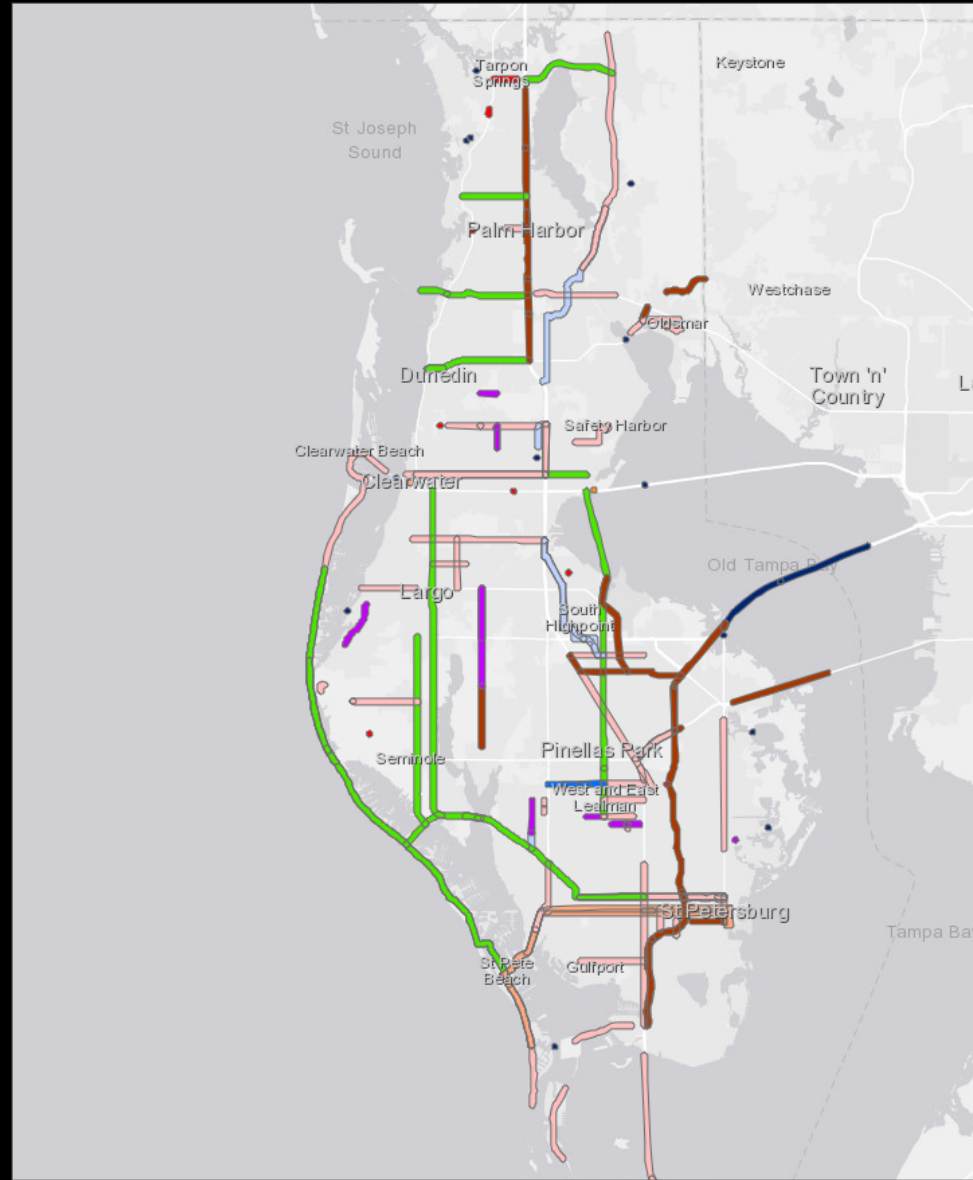 Tarpon
Springs
Keystone
St Joseph
Sound
Palm Harbor
Westchase
Oldsmar
Dunedin
Town 'n'
Country
Safety Harbor
Clearwater Beach
Clearwater
Old Tampa Bay
Largo
South
Highpoint
Pinellas Park
Seminole
West and East
Lealman
St Petersburg
Tampa Bay
St Pete
Beach
Gulfport